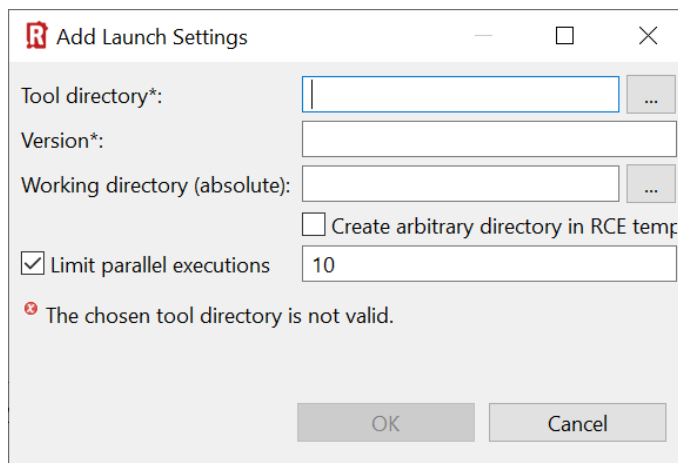 Add Launch Settings
Tool directory*:
...
Version*:
Working directory (absolute):
...
Create arbitrary directory in RCE temp
Limit parallel executions 10
The chosen tool directory is not valid.
OK Cancel